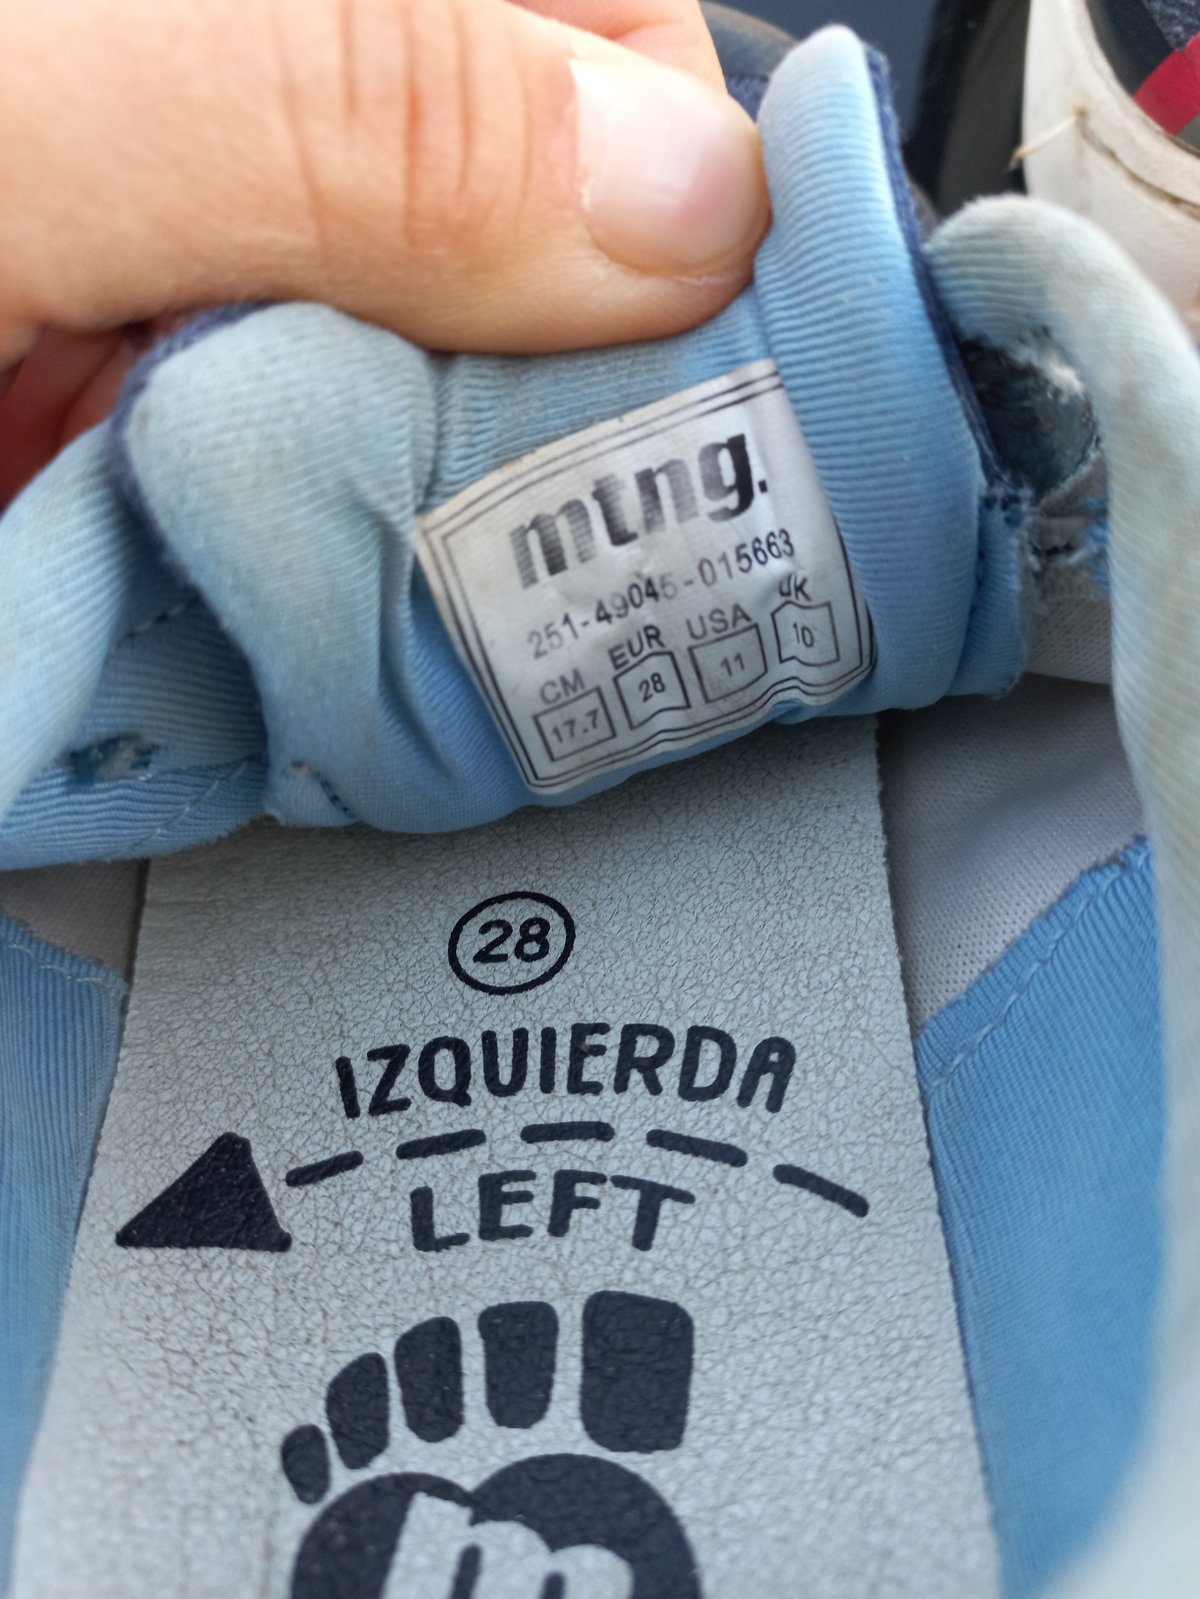 mtng.
251-49045-015663
CM EUR USA UK
17.7 28 11 10
28
IZQUIERDA
LEFT
m